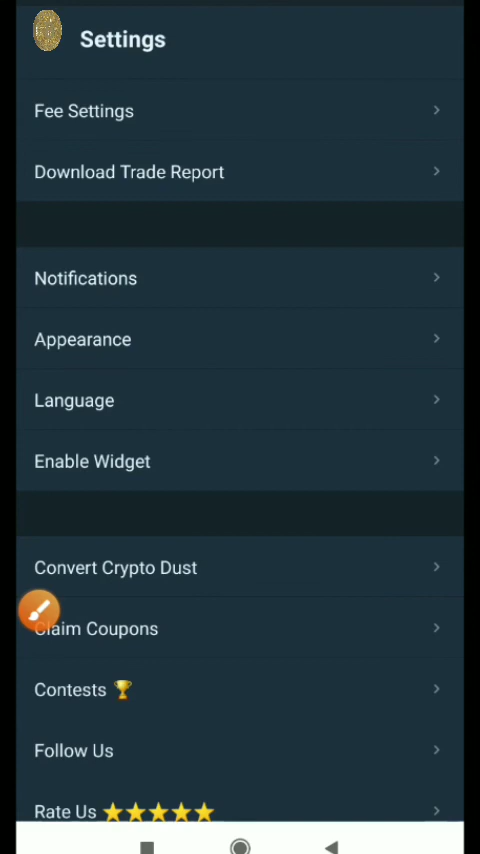 Settings
Fee Settings
Download Trade Report
Notifications
Appearance
Language
Enable Widget
Convert Crypto Dust
Claim Coupons
Contests 🏆
Follow Us
Rate Us ⭐⭐⭐⭐⭐